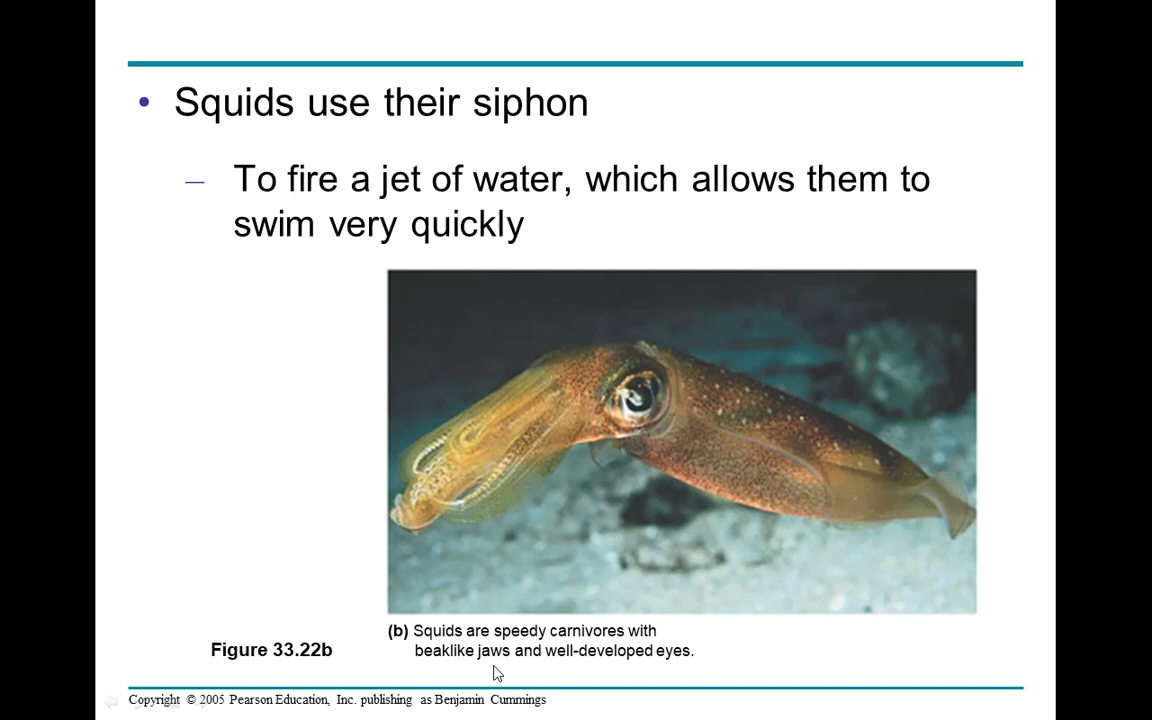 • Squids use their siphon
– To fire a jet of water, which allows them to
swim very quickly
(b) Squids are speedy carnivores with
beaklike jaws and well-developed eyes.
Figure 33.22b
Copyright © 2005 Pearson Education, Inc. publishing as Benjamin Cummings